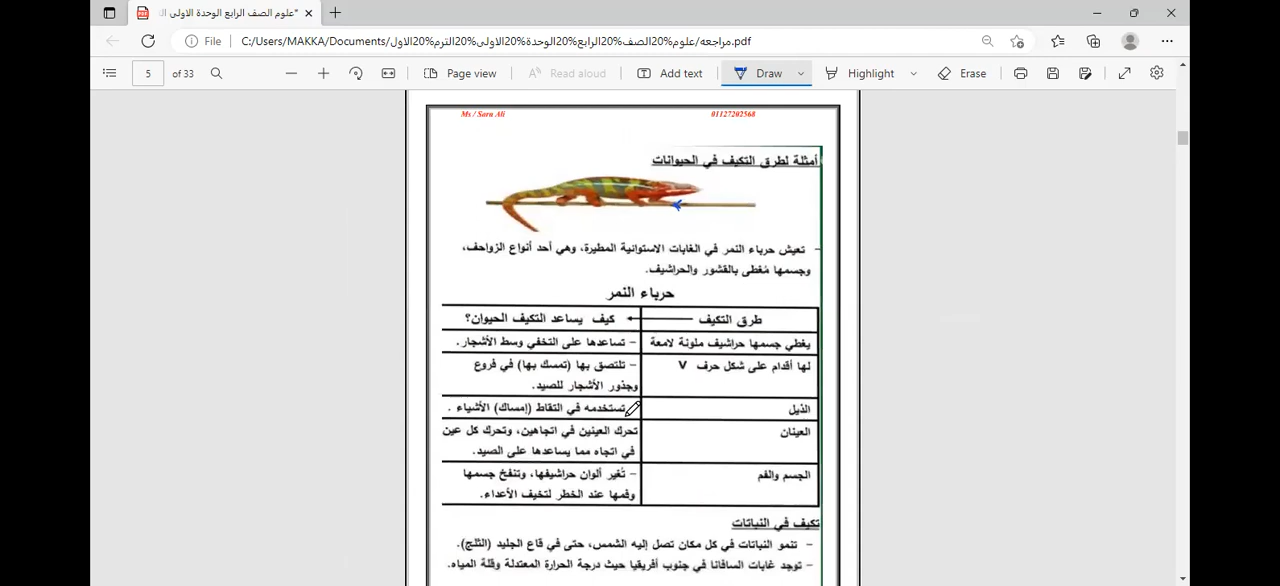 *علوم الصف الرابع الوحدة الاولى ال
File
C:/Users/MAKKA/Documents/مراجعه/علوم%20الصف%20الرابع%20الوحدة%20الاولى%20الترم%20الاول.pdf
5 of 33
Page view
Read aloud
Add text
Draw
Highlight
Erase
Ms / Sara Ali
01127202568
أمثلة لطرق التكيف في الحيوانات
- تعيش حرباء النمر في الغابات الاستوائية المطيرة، وهي أحد أنواع الزواحف،
وجسمها مُغطى بالقشور والحراشيف.
حرباء النمر
طرق التكيف
كيف يساعد التكيف الحيوان؟
يغطي جسمها حراشيف ملونة لامعة
- تساعدها على التخفي وسط الأشجار.
لها أقدام على شكل حرف V
- تلتصق بها (تمسك بها) في فروع
وجذور الأشجار للصيد.
الذيل
تستخدمه في التقاط (إمساك) الأشياء .
العينان
تحرك العينين في اتجاهين، وتحرك كل عين
في اتجاه مما يساعدها على الصيد.
الجسم والفم
- تُغير ألوان حراشيفها، وتنفخ جسمها
وفمها عند الخطر لتخيف الأعداء.
تكيف في النباتات
- تنمو النباتات في كل مكان تصل إليه الشمس، حتى في قاع الجليد (الثلج).
- توجد غابات السافانا في جنوب أفريقيا حيث درجة الحرارة المعتدلة وقلة المياه.